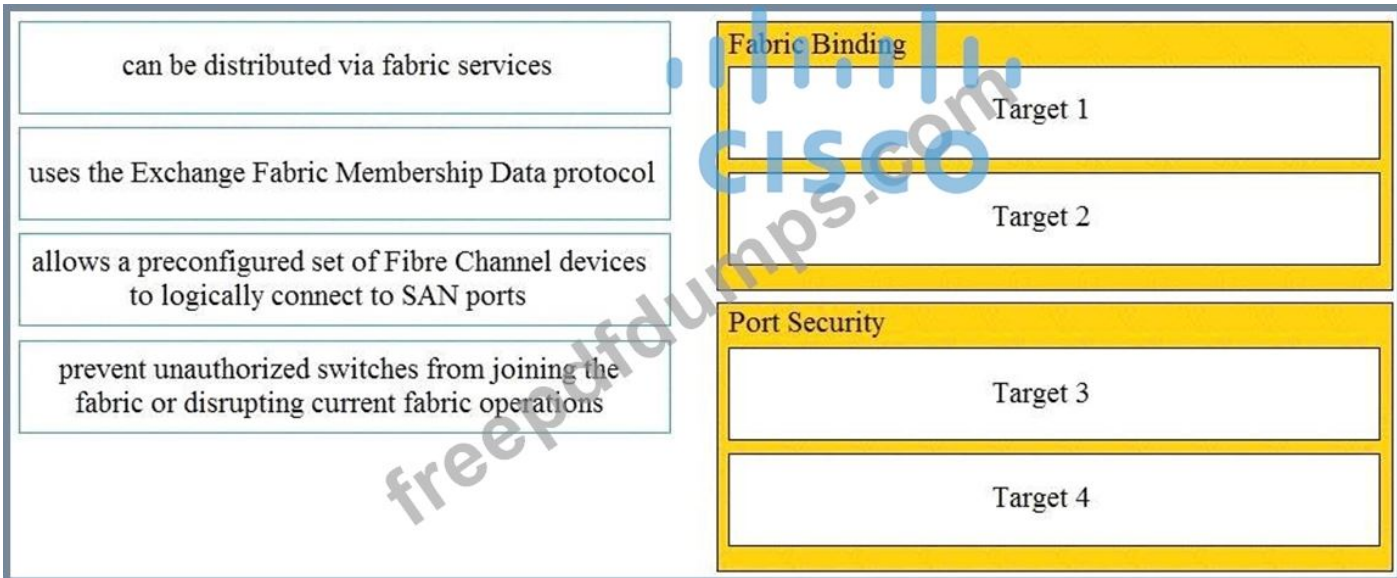 can be distributed via fabric services
uses the Exchange Fabric Membership Data protocol
allows a preconfigured set of Fibre Channel devices
to logically connect to SAN ports
prevent unauthorized switches from joining the
fabric or disrupting current fabric operations
Fabric Binding
Target 1
Target 2
Port Security
Target 3
Target 4
CISCO
freepdfdumps.com